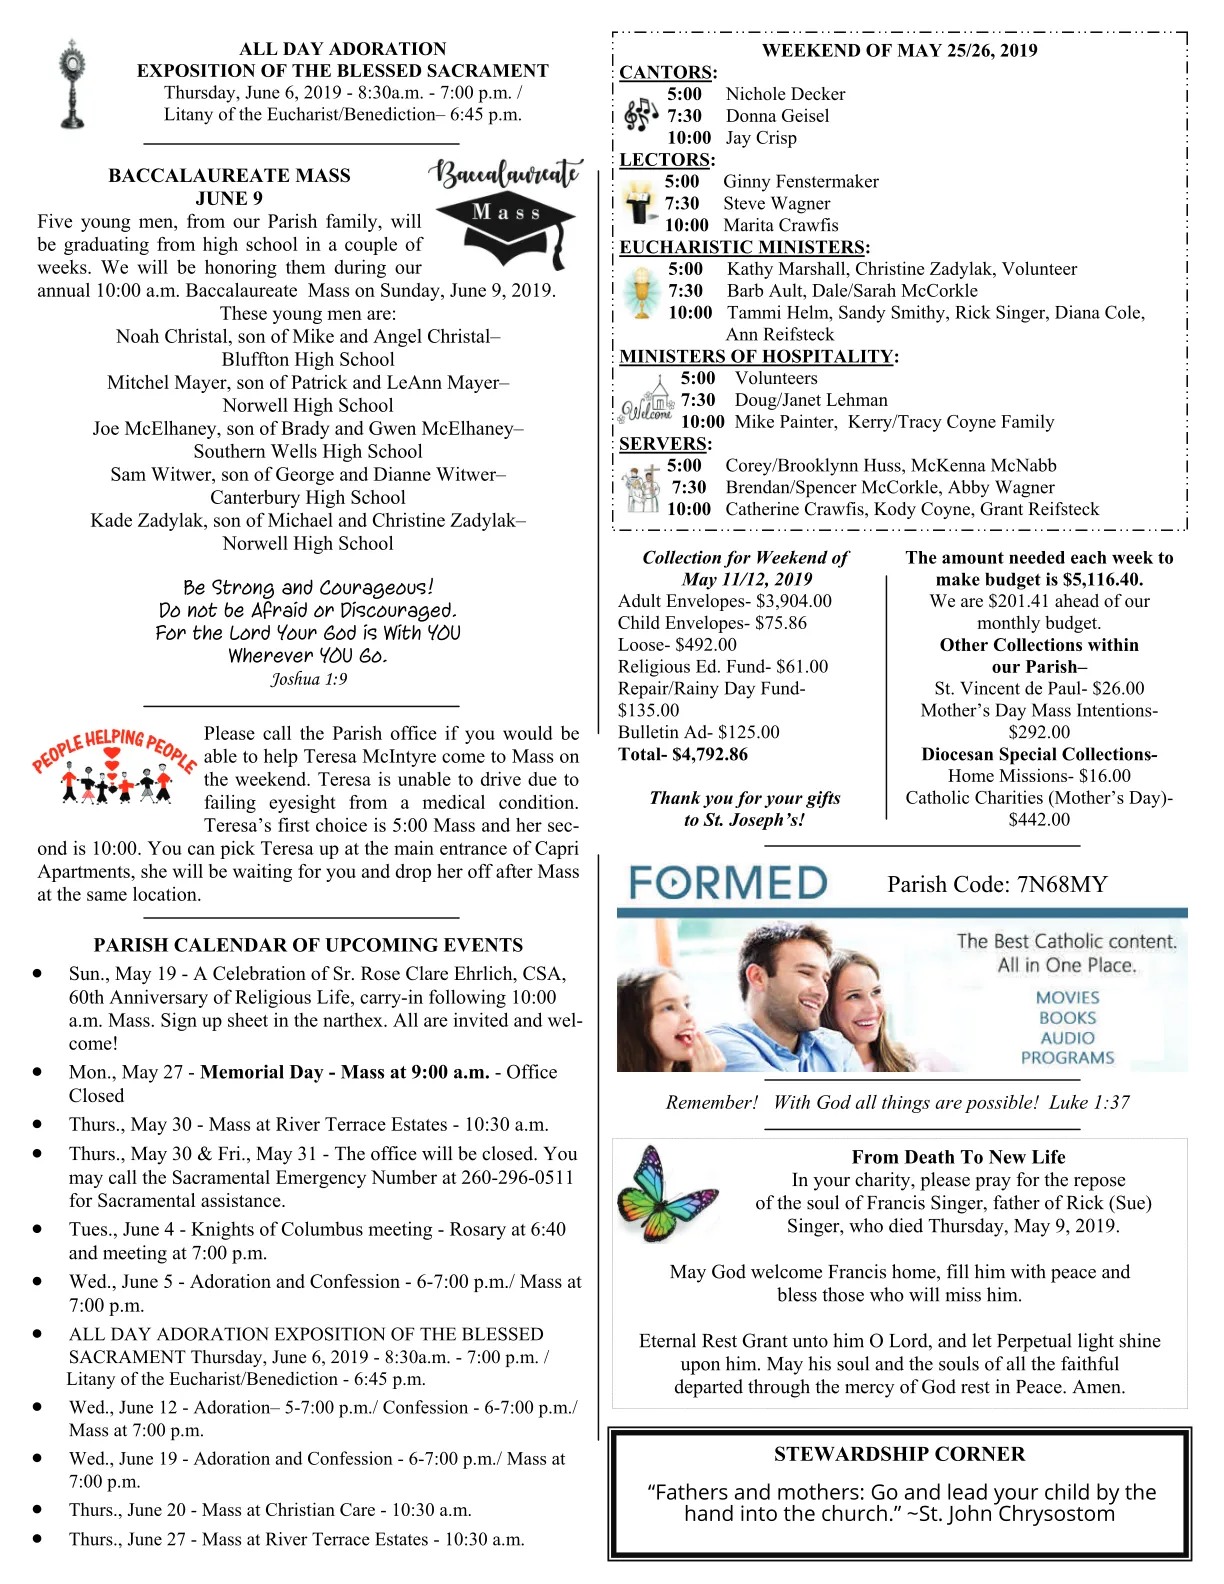 ALL DAY ADORATION
EXPOSITION OF THE BLESSED SACRAMENT
Thursday, June 6, 2019 - 8:30a.m. - 7:00 p.m. /
Litany of the Eucharist/Benediction– 6:45 p.m.
Baccalaureate
Mass
BACCALAUREATE MASS
JUNE 9
Five young men, from our Parish family, will
be graduating from high school in a couple of
weeks. We will be honoring them during our
annual 10:00 a.m. Baccalaureate Mass on Sunday, June 9, 2019.
These young men are:
Noah Christal, son of Mike and Angel Christal–
Bluffton High School
Mitchel Mayer, son of Patrick and LeAnn Mayer–
Norwell High School
Joe McElhaney, son of Brady and Gwen McElhaney–
Southern Wells High School
Sam Witwer, son of George and Dianne Witwer–
Canterbury High School
Kade Zadylak, son of Michael and Christine Zadylak–
Norwell High School
Be Strong and Courageous!
Do not be Afraid or Discouraged.
For the Lord Your God is With YOU
Wherever YOU Go.
Joshua 1:9
PEOPLE HELPING PEOPLE
Please call the Parish office if you would be
able to help Teresa McIntyre come to Mass on
the weekend. Teresa is unable to drive due to
failing eyesight from a medical condition.
Teresa's first choice is 5:00 Mass and her sec-
ond is 10:00. You can pick Teresa up at the main entrance of Capri
Apartments, she will be waiting for you and drop her off after Mass
at the same location.
PARISH CALENDAR OF UPCOMING EVENTS
• Sun., May 19 - A Celebration of Sr. Rose Clare Ehrlich, CSA,
60th Anniversary of Religious Life, carry-in following 10:00
a.m. Mass. Sign up sheet in the narthex. All are invited and wel-
come!
• Mon., May 27 - Memorial Day - Mass at 9:00 a.m. - Office
Closed
• Thurs., May 30 - Mass at River Terrace Estates - 10:30 a.m.
• Thurs., May 30 & Fri., May 31 - The office will be closed. You
may call the Sacramental Emergency Number at 260-296-0511
for Sacramental assistance.
• Tues., June 4 - Knights of Columbus meeting - Rosary at 6:40
and meeting at 7:00 p.m.
• Wed., June 5 - Adoration and Confession - 6-7:00 p.m./ Mass at
7:00 p.m.
• ALL DAY ADORATION EXPOSITION OF THE BLESSED
SACRAMENT Thursday, June 6, 2019 - 8:30a.m. - 7:00 p.m. /
Litany of the Eucharist/Benediction - 6:45 p.m.
• Wed., June 12 - Adoration– 5-7:00 p.m./ Confession - 6-7:00 p.m./
Mass at 7:00 p.m.
• Wed., June 19 - Adoration and Confession - 6-7:00 p.m./ Mass at
7:00 p.m.
• Thurs., June 20 - Mass at Christian Care - 10:30 a.m.
• Thurs., June 27 - Mass at River Terrace Estates - 10:30 a.m.
WEEKEND OF MAY 25/26, 2019
CANTORS:
5:00 Nichole Decker
7:30 Donna Geisel
10:00 Jay Crisp
LECTORS:
5:00 Ginny Fenstermaker
7:30 Steve Wagner
10:00 Marita Crawfis
EUCHARISTIC MINISTERS:
5:00 Kathy Marshall, Christine Zadylak, Volunteer
7:30 Barb Ault, Dale/Sarah McCorkle
10:00 Tammi Helm, Sandy Smithy, Rick Singer, Diana Cole,
Ann Reifsteck
MINISTERS OF HOSPITALITY:
Welcome
5:00 Volunteers
7:30 Doug/Janet Lehman
10:00 Mike Painter, Kerry/Tracy Coyne Family
SERVERS:
5:00 Corey/Brooklynn Huss, McKenna McNabb
7:30 Brendan/Spencer McCorkle, Abby Wagner
10:00 Catherine Crawfis, Kody Coyne, Grant Reifsteck
Collection for Weekend of
May 11/12, 2019
Adult Envelopes- $3,904.00
Child Envelopes- $75.86
Loose- $492.00
Religious Ed. Fund- $61.00
Repair/Rainy Day Fund-
$135.00
Bulletin Ad- $125.00
Total- $4,792.86
Thank you for your gifts
to St. Joseph's!
The amount needed each week to
make budget is $5,116.40.
We are $201.41 ahead of our
monthly budget.
Other Collections within
our Parish–
St. Vincent de Paul- $26.00
Mother's Day Mass Intentions-
$292.00
Diocesan Special Collections-
Home Missions- $16.00
Catholic Charities (Mother's Day)-
$442.00
FORMED
Parish Code: 7N68MY
The Best Catholic content.
All in One Place.
MOVIES
BOOKS
AUDIO
PROGRAMS
Remember! With God all things are possible! Luke 1:37
From Death To New Life
In your charity, please pray for the repose
of the soul of Francis Singer, father of Rick (Sue)
Singer, who died Thursday, May 9, 2019.
May God welcome Francis home, fill him with peace and
bless those who will miss him.
Eternal Rest Grant unto him O Lord, and let Perpetual light shine
upon him. May his soul and the souls of all the faithful
departed through the mercy of God rest in Peace. Amen.
STEWARDSHIP CORNER
“Fathers and mothers: Go and lead your child by the
hand into the church.” ~St. John Chrysostom